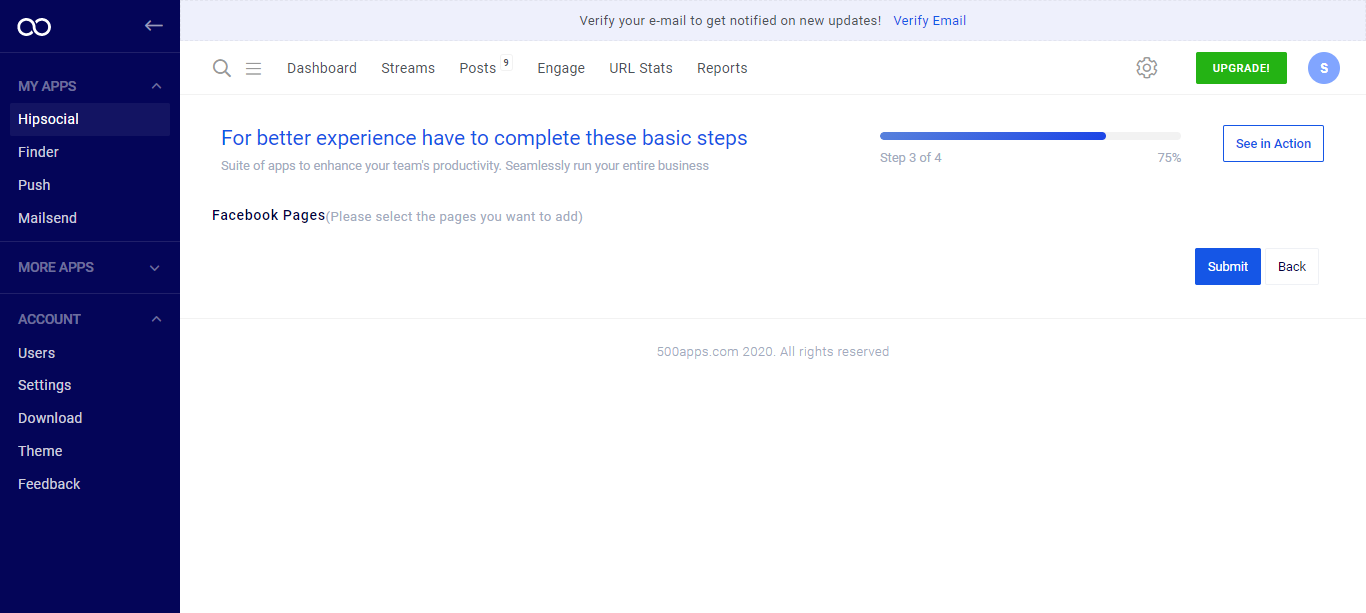 Verify your e-mail to get notified on new updates! Verify Email
MY APPS
Hipsocial
Finder
Push
Mailsend
MORE APPS
ACCOUNT
Users
Settings
Download
Theme
Feedback
Dashboard Streams Posts 9 Engage URL Stats Reports
UPGRADE!
S
For better experience have to complete these basic steps
Suite of apps to enhance your team's productivity. Seamlessly run your entire business
Step 3 of 4 75%
See in Action
Facebook Pages(Please select the pages you want to add)
Submit Back
500apps.com 2020. All rights reserved